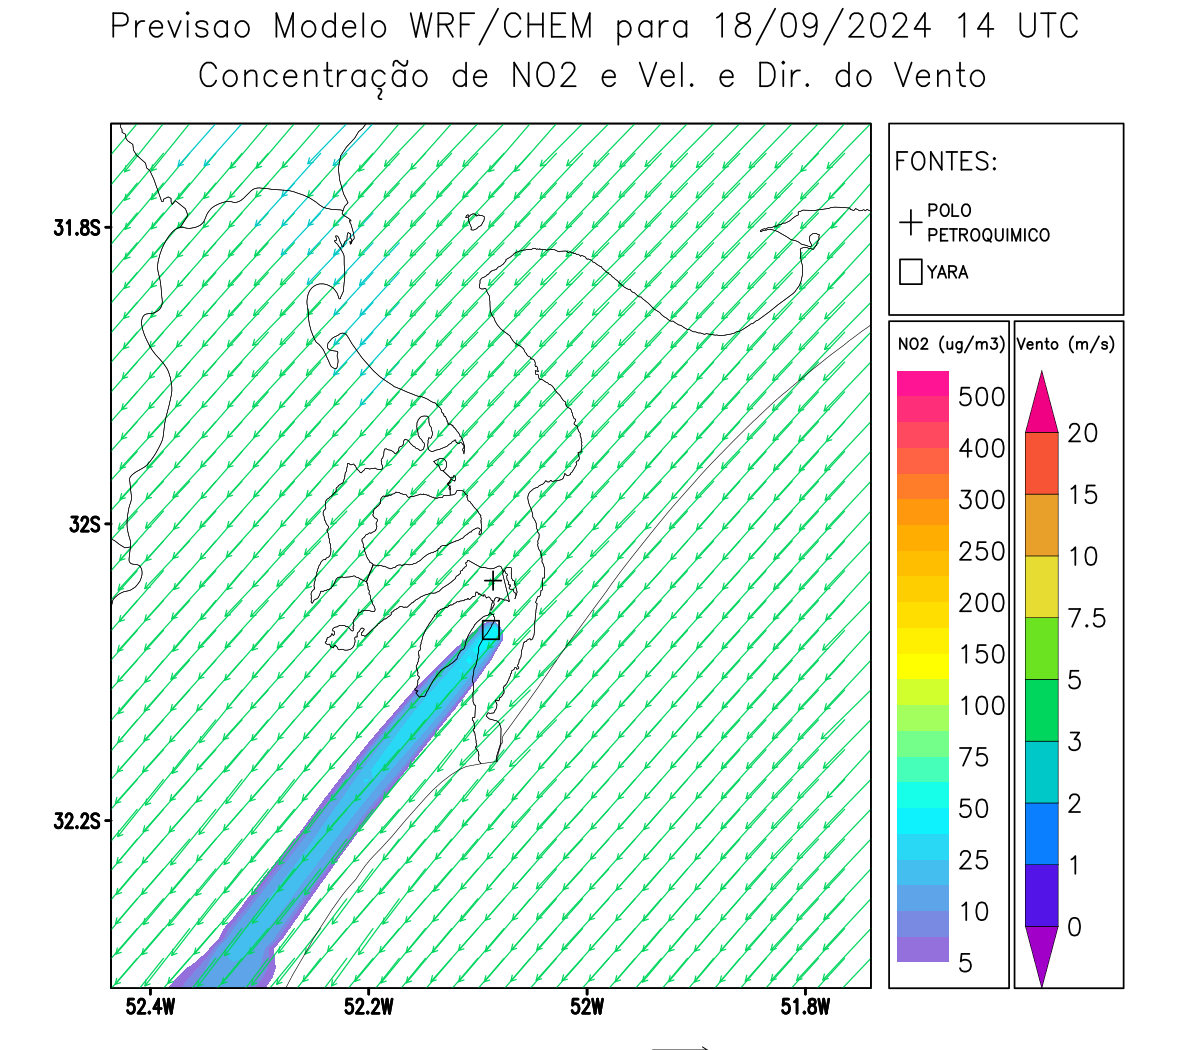 Previsao Modelo WRF/CHEM para 18/09/2024 14 UTC
Concentração de NO2 e Vel. e Dir. do Vento
FONTES:
POLO
PETROQUIMICO
YARA
NO2 (ug/m3)
500
400
300
250
200
150
100
75
50
25
10
5
Vento (m/s)
20
15
10
7.5
5
3
2
1
0
31.8S
32S
32.2S
52.4W
52.2W
52W
51.8W